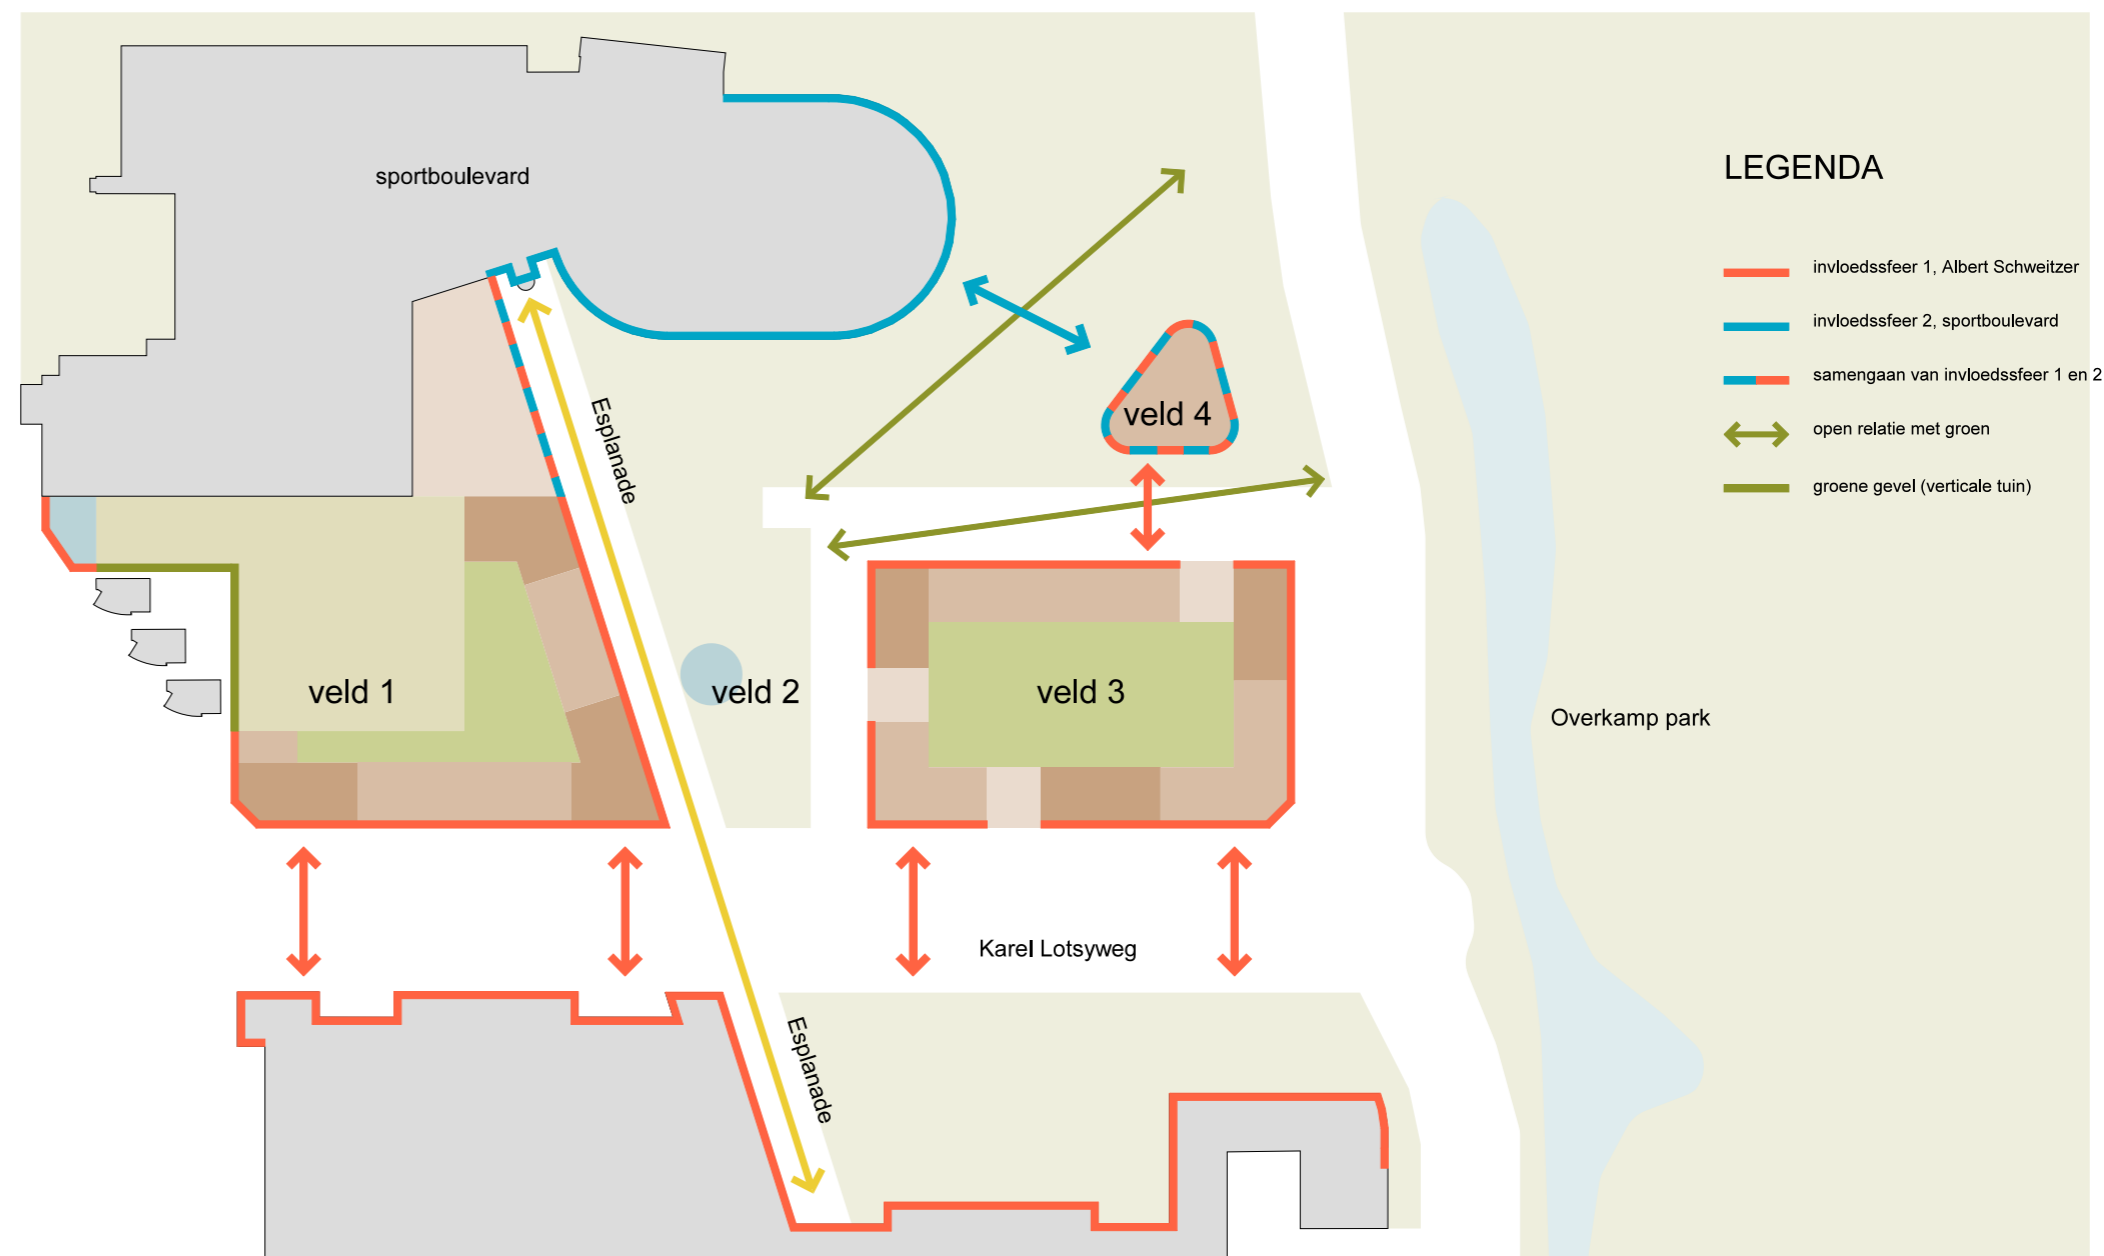 sportboulevard
LEGENDA
invloedssfeer 1, Albert Schweitzer
invloedssfeer 2, sportboulevard
samengaan van invloedssfeer 1 en 2
open relatie met groen
groene gevel (verticale tuin)
Esplanade
veld 4
veld 1
veld 2
veld 3
Overkamp park
Karel Lotsyweg
Esplanade